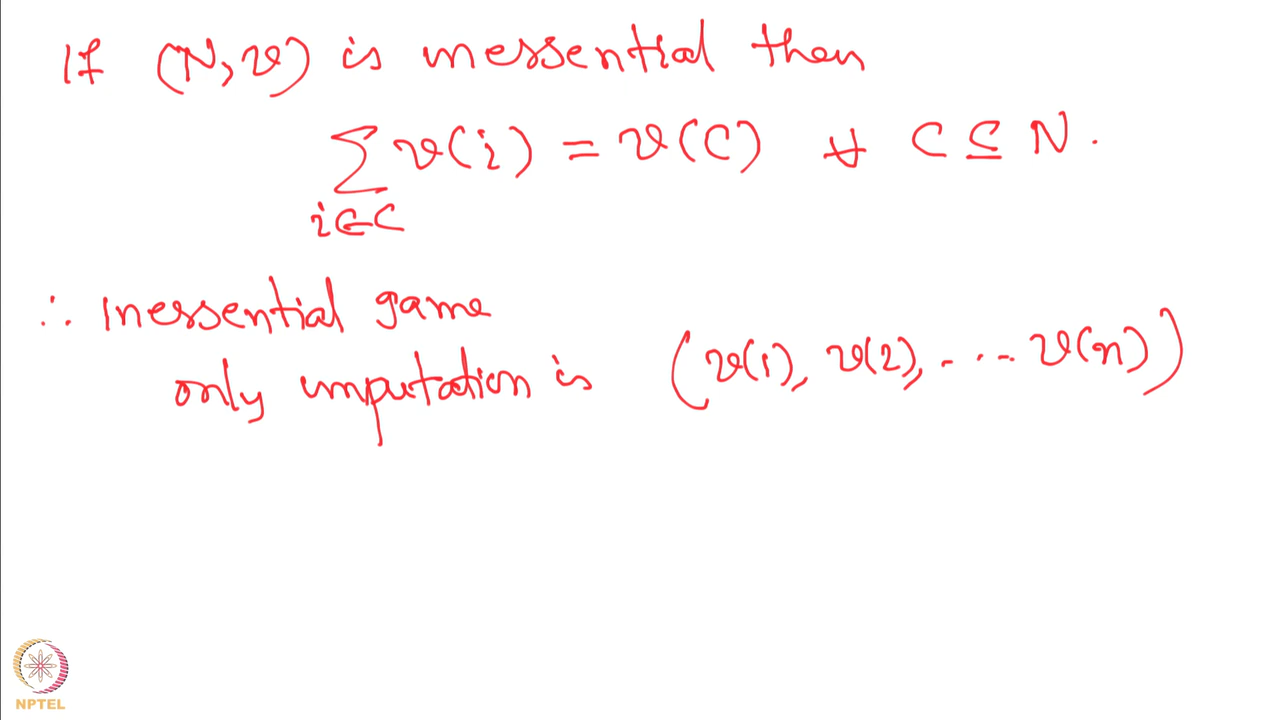 If (N, v) is inessential then
∑_{i∈C} v(i) = v(C) ∀ C ⊆ N.
∴ Inessential game
only imputation is (v(1), v(2), ... v(n))
NPTEL